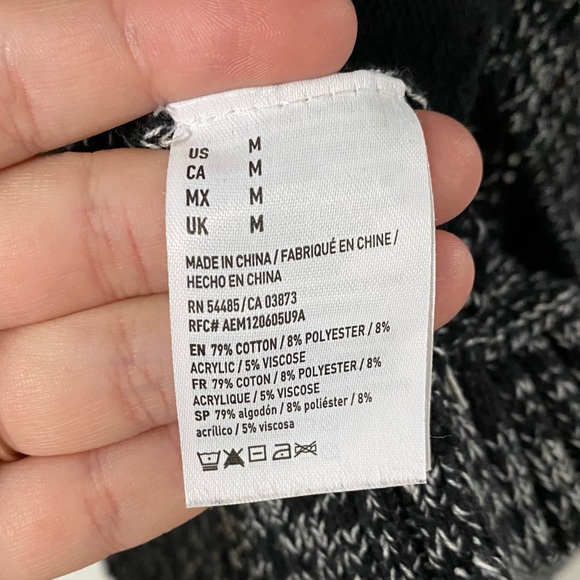 US M
CA M
MX M
UK M
MADE IN CHINA / FABRIQUÉ EN CHINE /
HECHO EN CHINA
RN 54485 / CA 03873
RFC# AEM120605U9A
EN 79% COTTON / 8% POLYESTER / 8%
ACRYLIC / 5% VISCOSE
FR 79% COTON / 8% POLYESTER / 8%
ACRYLIQUE / 5% VISCOSE
SP 79% algodón / 8% poliéster / 8%
acrílico / 5% viscosa